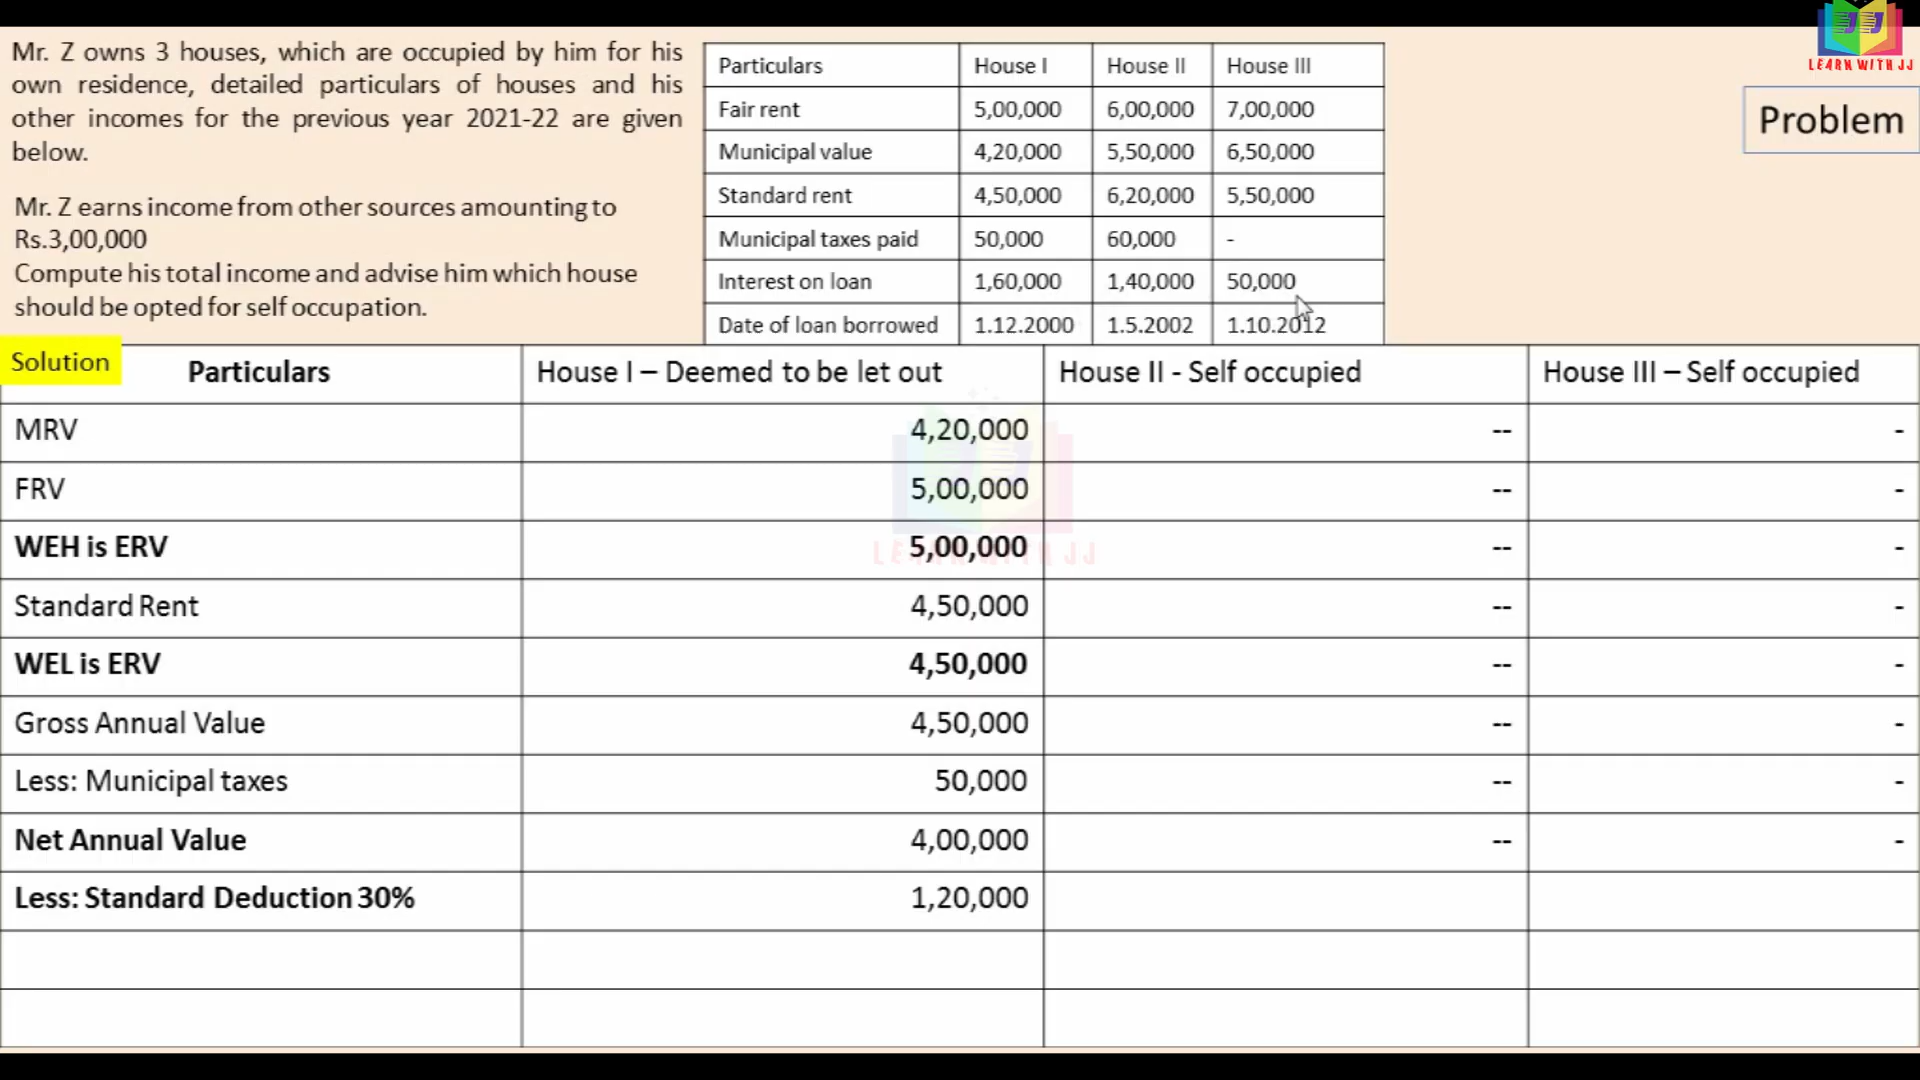 LEARN WITH JJ
Mr. Z owns 3 houses, which are occupied by him for his
own residence, detailed particulars of houses and his
other incomes for the previous year 2021-22 are given
below.
Mr. Z earns income from other sources amounting to
Rs.3,00,000
Compute his total income and advise him which house
should be opted for self occupation.
Particulars House I House II House III
Fair rent 5,00,000 6,00,000 7,00,000
Municipal value 4,20,000 5,50,000 6,50,000
Standard rent 4,50,000 6,20,000 5,50,000
Municipal taxes paid 50,000 60,000 -
Interest on loan 1,60,000 1,40,000 50,000
Date of loan borrowed 1.12.2000 1.5.2002 1.10.2012
Problem
Solution
Particulars House I – Deemed to be let out House II - Self occupied House III – Self occupied
MRV 4,20,000 -- -
FRV 5,00,000 -- -
WEH is ERV 5,00,000 -- -
Standard Rent 4,50,000 -- -
WEL is ERV 4,50,000 -- -
Gross Annual Value 4,50,000 -- -
Less: Municipal taxes 50,000 -- -
Net Annual Value 4,00,000 -- -
Less: Standard Deduction 30% 1,20,000
LEARN WITH JJ